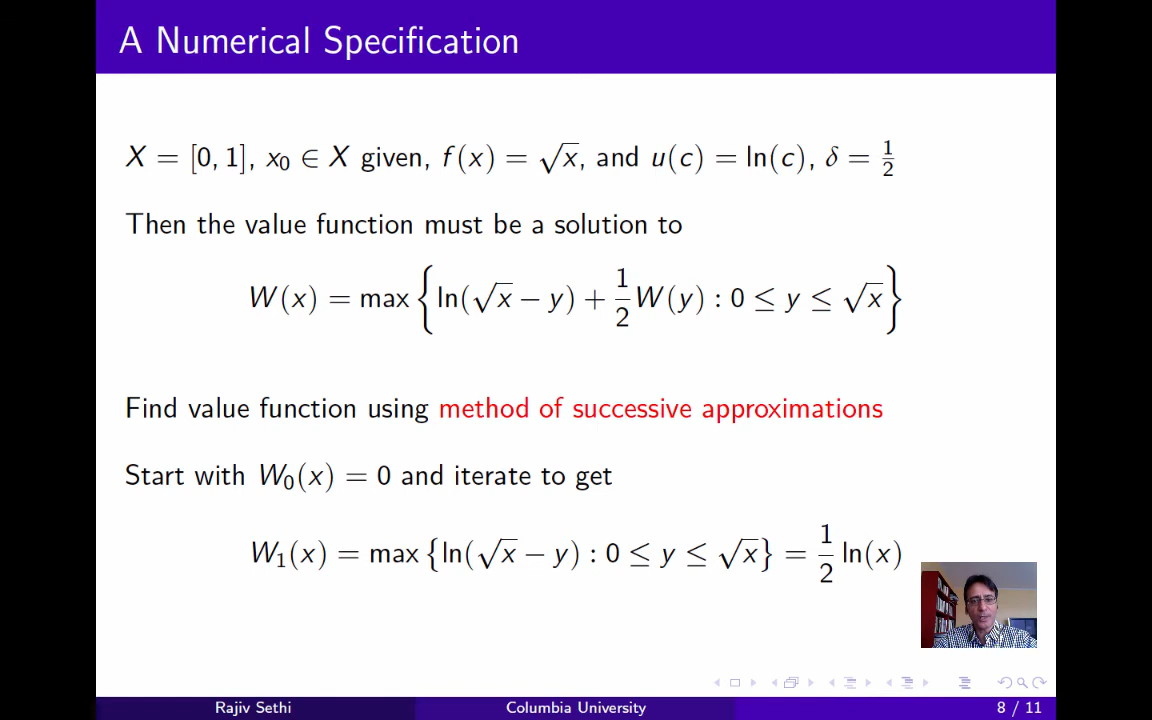 A Numerical Specification
X = [0, 1], x₀ ∈ X given, f(x) = √x, and u(c) = ln(c), δ = 1/2
Then the value function must be a solution to
W(x) = max {ln(√x − y) + 1/2 W(y) : 0 ≤ y ≤ √x}
Find value function using method of successive approximations
Start with W₀(x) = 0 and iterate to get
W₁(x) = max {ln(√x − y) : 0 ≤ y ≤ √x} = 1/2 ln(x)
Rajiv Sethi Columbia University 8 / 11